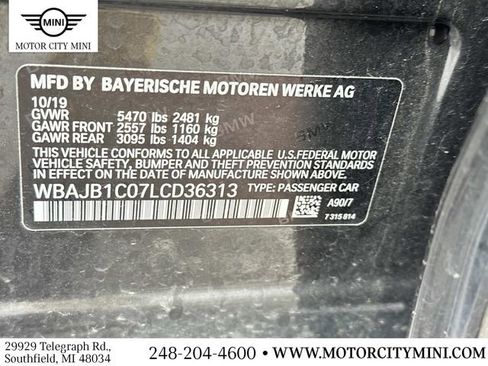 MINI
MOTOR CITY MINI
MFD BY BAYERISCHE MOTOREN WERKE AG
10/19
GVWR 5470 lbs 2481 kg
GAWR FRONT 2557 lbs 1160 kg
GAWR REAR 3095 lbs 1404 kg
THIS VEHICLE CONFORMS TO ALL APPLICABLE U.S. FEDERAL MOTOR
VEHICLE SAFETY, BUMPER AND THEFT PREVENTION STANDARDS
IN EFFECT ON THE DATE OF MANUFACTURE SHOWN ABOVE.
WBAJB1C07LCD36313 TYPE: PASSENGER CAR
A90/7
7 315 814
29929 Telegraph Rd.,
Southfield, MI 48034
248-204-4600 • WWW.MOTORCITYMINI.COM